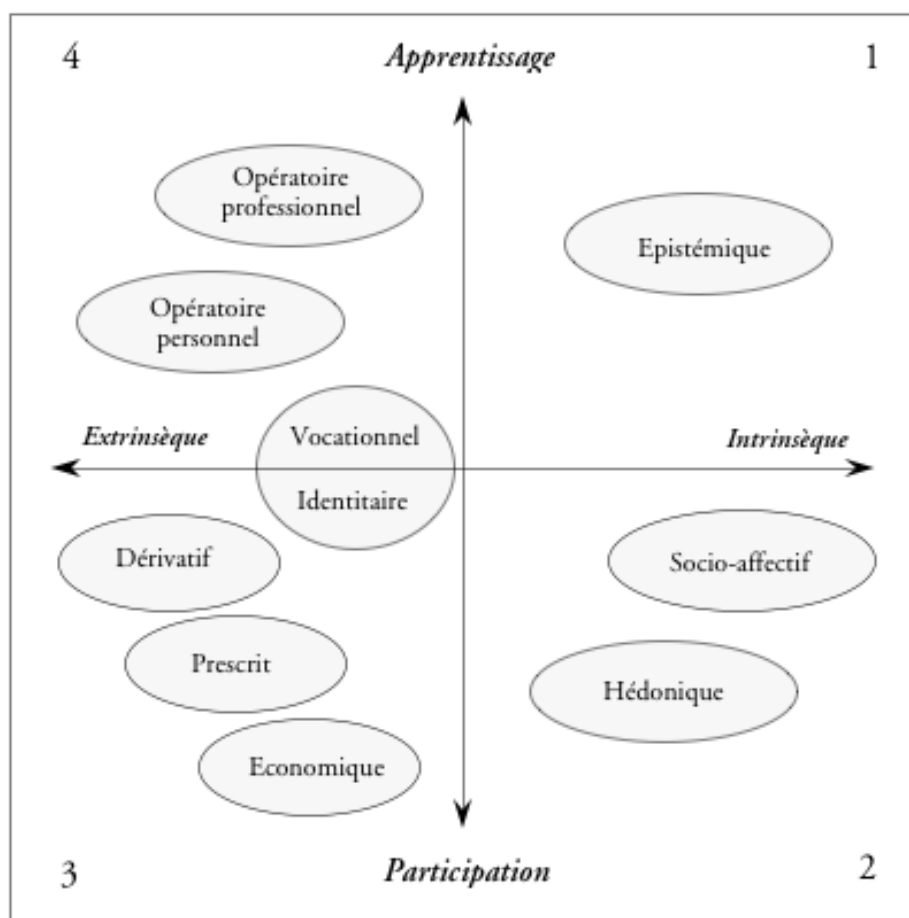 4
Apprentissage
1
Opératoire
professionnel
Epistémique
Opératoire
personnel
Extrinsèque
Vocationnel
Intrinsèque
Identitaire
Dérivatif
Socio-affectif
Prescrit
Hédonique
Economique
3
Participation
2